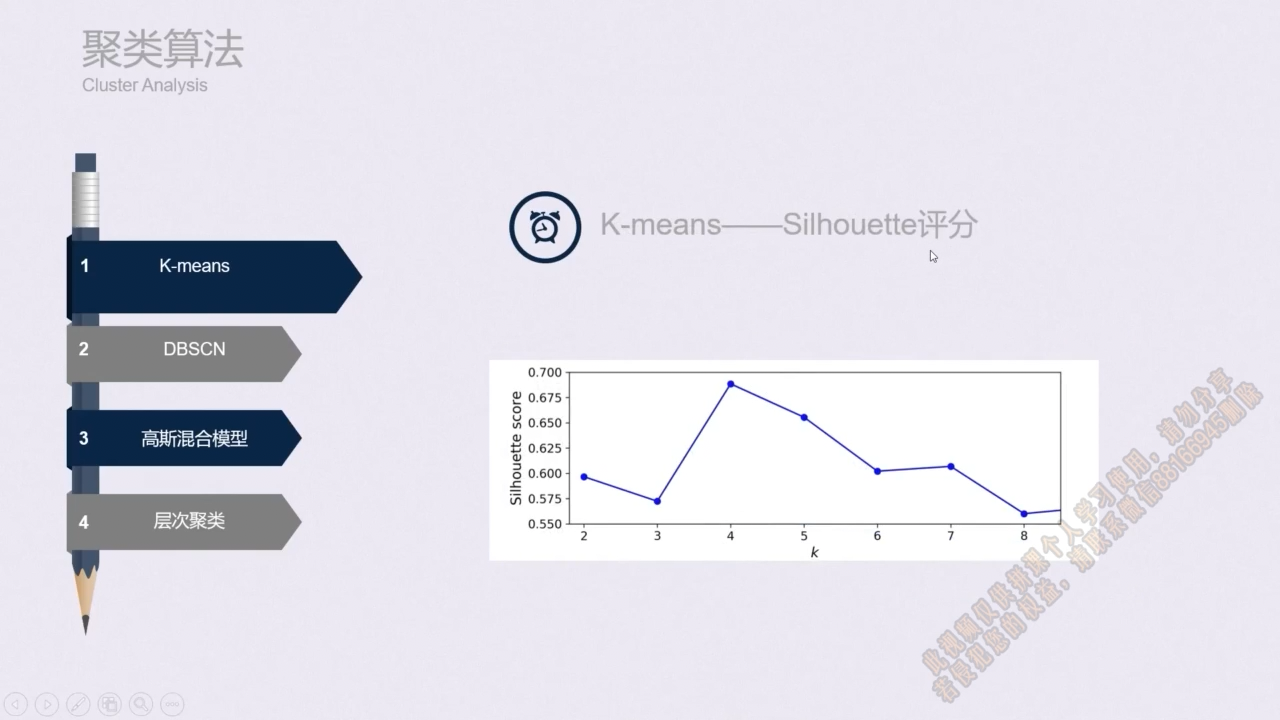 聚类算法
Cluster Analysis
1 K-means
2 DBSCN
3 高斯混合模型
4 层次聚类
K-means——Silhouette评分
Silhouette score
0.700
0.675
0.650
0.625
0.600
0.575
0.550
2 3 4 5 6 7 8
k
此视频仅供拼课个人学习使用，请勿分享
若侵犯您的权益，请联系微信88166945删除